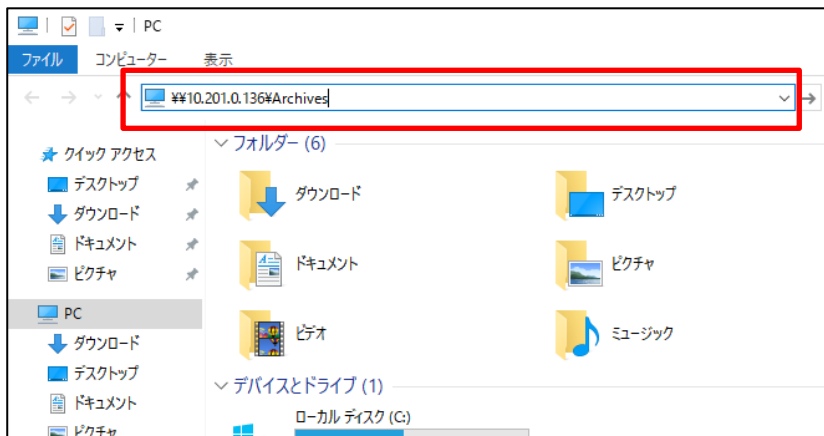 PC
ファイル コンピューター 表示
¥¥10.201.0.136¥Archives
クイック アクセス
デスクトップ
ダウンロード
ドキュメント
ピクチャ
PC
ダウンロード
デスクトップ
ドキュメント
ピクチャ
フォルダー (6)
ダウンロード デスクトップ
ドキュメント ピクチャ
ビデオ ミュージック
デバイスとドライブ (1)
ローカル ディスク (C:)